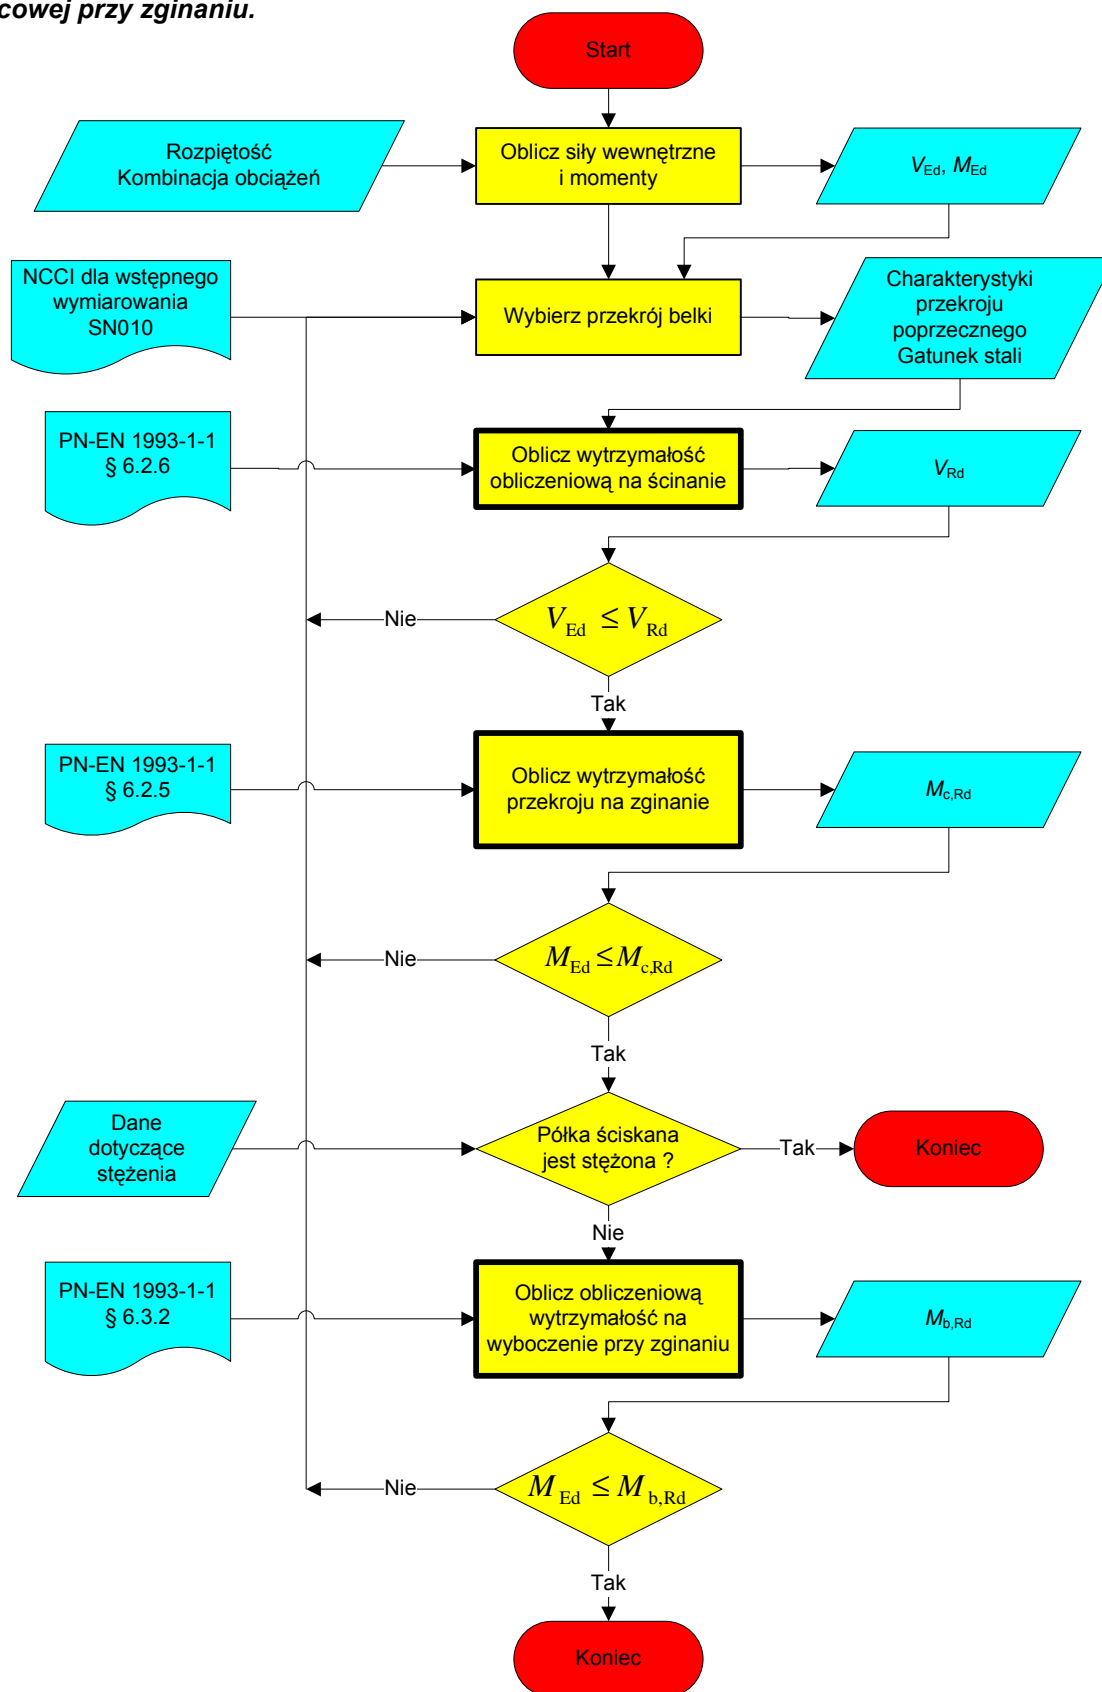 cowej przy zginaniu.
Start
Rozpiętość
Kombinacja obciążeń
Oblicz siły wewnętrzne
i momenty
VEd, MEd
NCCI dla wstępnego
wymiarowania
SN010
Wybierz przekrój belki
Charakterystyki
przekroju
poprzecznego
Gatunek stali
PN-EN 1993-1-1
§ 6.2.6
Oblicz wytrzymałość
obliczeniową na ścinanie
VRd
Nie
VEd ≤ VRd
Tak
PN-EN 1993-1-1
§ 6.2.5
Oblicz wytrzymałość
przekroju na zginanie
Mc,Rd
Nie
MEd ≤ Mc,Rd
Tak
Dane
dotyczące
stężenia
Półka ściskana
jest stężona ?
Tak
Koniec
Nie
PN-EN 1993-1-1
§ 6.3.2
Oblicz obliczeniową
wytrzymałość na
wyboczenie przy zginaniu
Mb,Rd
Nie
MEd ≤ Mb,Rd
Tak
Koniec